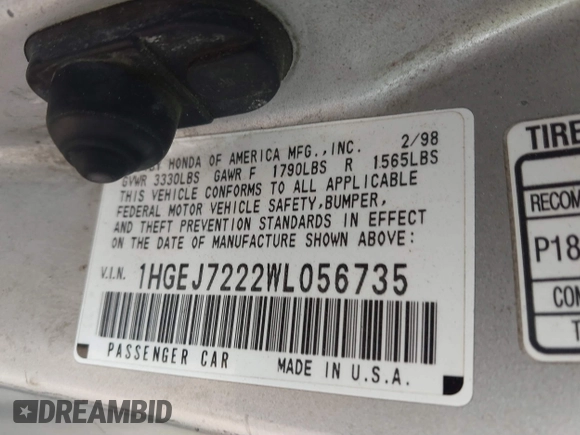 HONDA OF AMERICA MFG., INC. 2/98
GVWR 3330LBS GAWR F 1790LBS R 1565LBS
THIS VEHICLE CONFORMS TO ALL APPLICABLE
FEDERAL MOTOR VEHICLE SAFETY, BUMPER,
AND THEFT PREVENTION STANDARDS IN EFFECT
ON THE DATE OF MANUFACTURE SHOWN ABOVE:
V.I.N. 1HGEJ7222WL056735
PASSENGER CAR MADE IN U.S.A.
TIRE
RECOM
P18
CO
T
DREAMBID